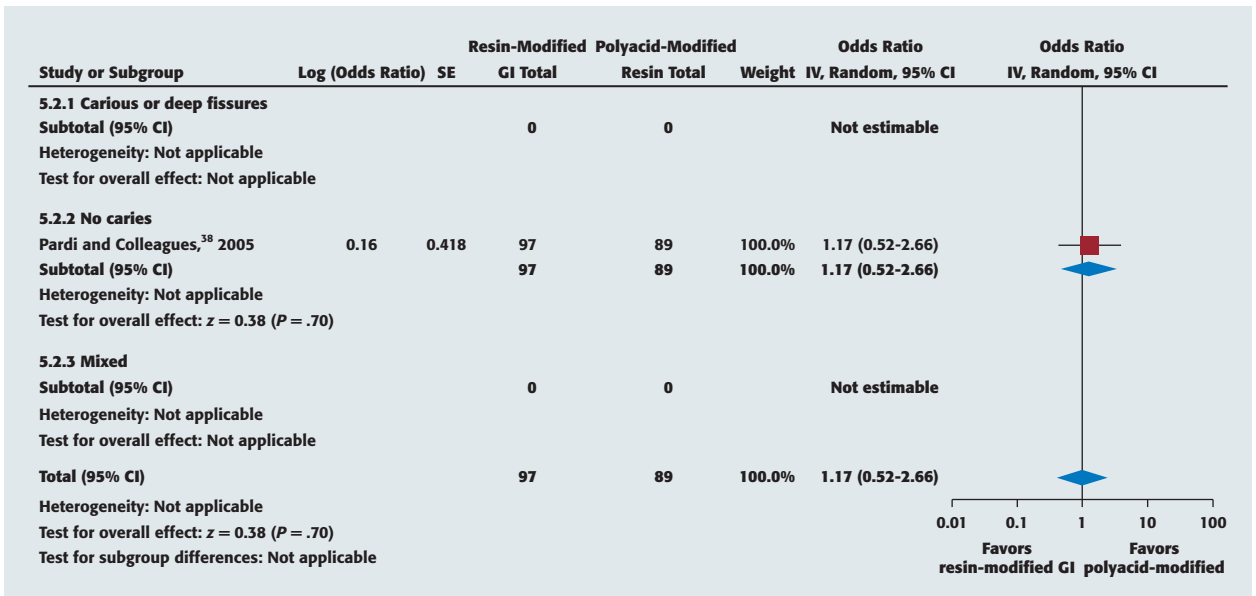 Resin-Modified Polyacid-Modified Odds Ratio Odds Ratio
Study or Subgroup Log (Odds Ratio) SE GI Total Resin Total Weight IV, Random, 95% CI IV, Random, 95% CI
5.2.1 Carious or deep fissures
Subtotal (95% CI) 0 0 Not estimable
Heterogeneity: Not applicable
Test for overall effect: Not applicable
5.2.2 No caries
Pardi and Colleagues,³⁸ 2005 0.16 0.418 97 89 100.0% 1.17 (0.52-2.66)
Subtotal (95% CI) 97 89 100.0% 1.17 (0.52-2.66)
Heterogeneity: Not applicable
Test for overall effect: z = 0.38 (P = .70)
5.2.3 Mixed
Subtotal (95% CI) 0 0 Not estimable
Heterogeneity: Not applicable
Test for overall effect: Not applicable
Total (95% CI) 97 89 100.0% 1.17 (0.52-2.66)
Heterogeneity: Not applicable
Test for overall effect: z = 0.38 (P = .70)
Test for subgroup differences: Not applicable
0.01 0.1 1 10 100
Favors Favors
resin-modified GI polyacid-modified